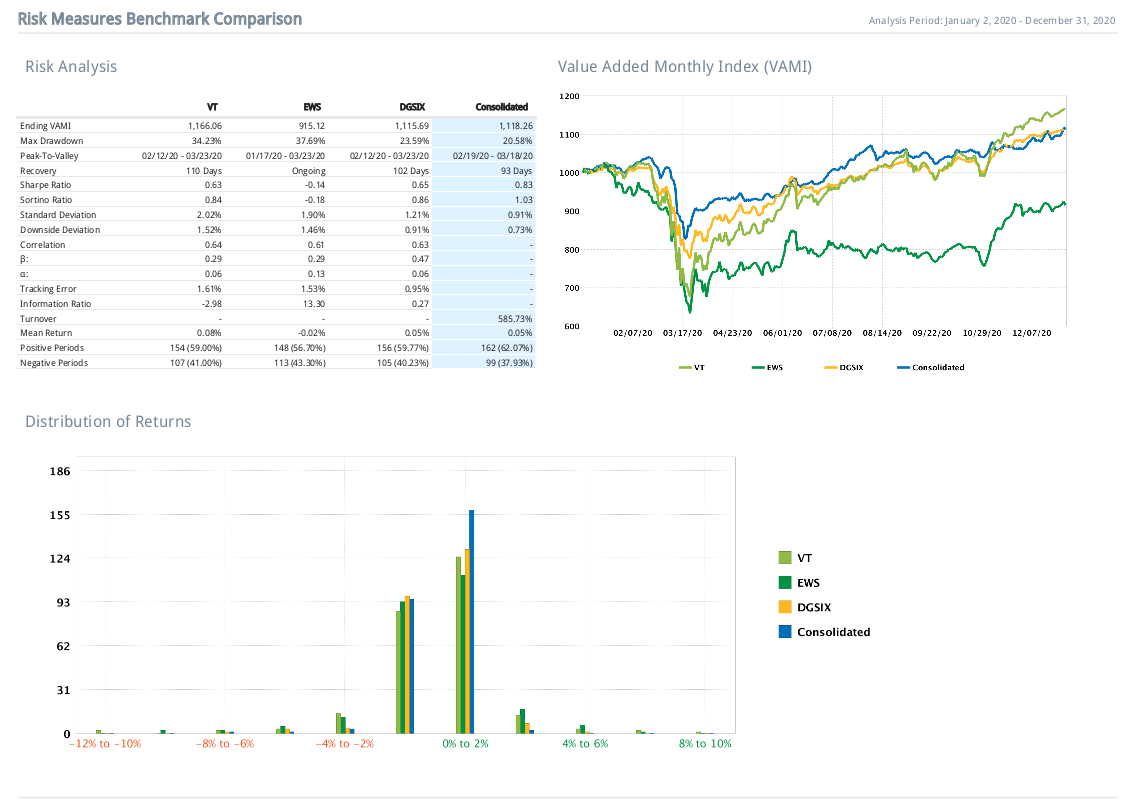 Risk Measures Benchmark Comparison
Analysis Period: January 2, 2020 - December 31, 2020
Risk Analysis
VT EWS DGSIX Consolidated
Ending VAMI 1,166.06 915.12 1,115.69 1,118.26
Max Drawdown 34.23% 37.69% 23.59% 20.58%
Peak-To-Valley 02/12/20 - 03/23/20 01/17/20 - 03/23/20 02/12/20 - 03/23/20 02/19/20 - 03/18/20
Recovery 110 Days Ongoing 102 Days 93 Days
Sharpe Ratio 0.63 -0.14 0.65 0.83
Sortino Ratio 0.84 -0.18 0.86 1.03
Standard Deviation 2.02% 1.90% 1.21% 0.91%
Downside Deviation 1.52% 1.46% 0.91% 0.73%
Correlation 0.64 0.61 0.63 -
β: 0.29 0.29 0.47 -
α: 0.06 0.13 0.06 -
Tracking Error 1.61% 1.53% 0.95% -
Information Ratio -2.98 13.30 0.27 -
Turnover - - - 585.73%
Mean Return 0.08% -0.02% 0.05% 0.05%
Positive Periods 154 (59.00%) 148 (56.70%) 156 (59.77%) 162 (62.07%)
Negative Periods 107 (41.00%) 113 (43.30%) 105 (40.23%) 99 (37.93%)
Value Added Monthly Index (VAMI)
1200
1100
1000
900
800
700
600
02/07/20 03/17/20 04/23/20 06/01/20 07/08/20 08/14/20 09/22/20 10/29/20 12/07/20
VT EWS DGSIX Consolidated
Distribution of Returns
186
155
124
93
62
31
0
-12% to -10% -8% to -6% -4% to -2% 0% to 2% 4% to 6% 8% to 10%
VT
EWS
DGSIX
Consolidated